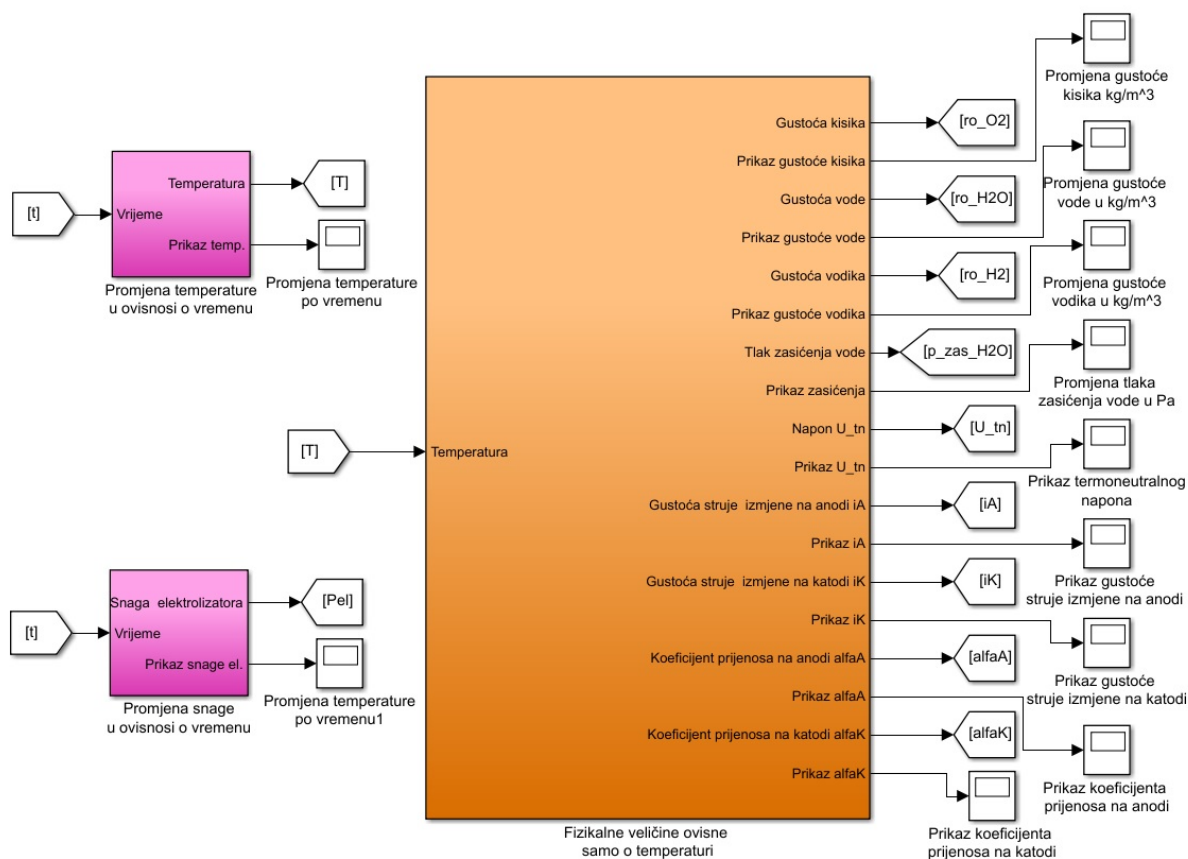 [t]
Vrijeme
Temperatura
Prikaz temp.
Promjena temperature
u ovisnosti o vremenu
[T]
Promjena temperature
po vremenu
[T]
Temperatura
[t]
Snaga  elektrolizatora
Vrijeme
Prikaz snage el.
Promjena snage
u ovisnosti o vremenu
[Pel]
Promjena temperature
po vremenu1
Gustoća kisika
Prikaz gustoće kisika
Gustoća vode
Prikaz gustoće vode
Gustoća vodika
Prikaz gustoće vodika
Tlak zasićenja vode
Prikaz zasićenja
Napon U_tn
Prikaz U_tn
Gustoća struje  izmjene na anodi iA
Prikaz iA
Gustoća struje  izmjene na katodi iK
Prikaz iK
Koeficijent prijenosa na anodi alfaA
Prikaz alfaA
Koeficijent prijenosa na katodi alfaK
Prikaz alfaK
Fizikalne veličine ovisne
samo o temperaturi
[ro_O2]
[ro_H2O]
[ro_H2]
[p_zas_H2O]
[U_tn]
[iA]
[iK]
[alfaA]
[alfaK]
Promjena gustoće
kisika kg/m^3
Promjena gustoće
vode u kg/m^3
Promjena gustoće
vodika u kg/m^3
Promjena tlaka
zasićenja vode u Pa
Prikaz termoneutralnog
napona
Prikaz gustoće
struje izmjene na anodi
Prikaz gustoće
struje izmjene na katodi
Prikaz koeficijenta
prijenosa na anodi
Prikaz koeficijenta
prijenosa na katodi